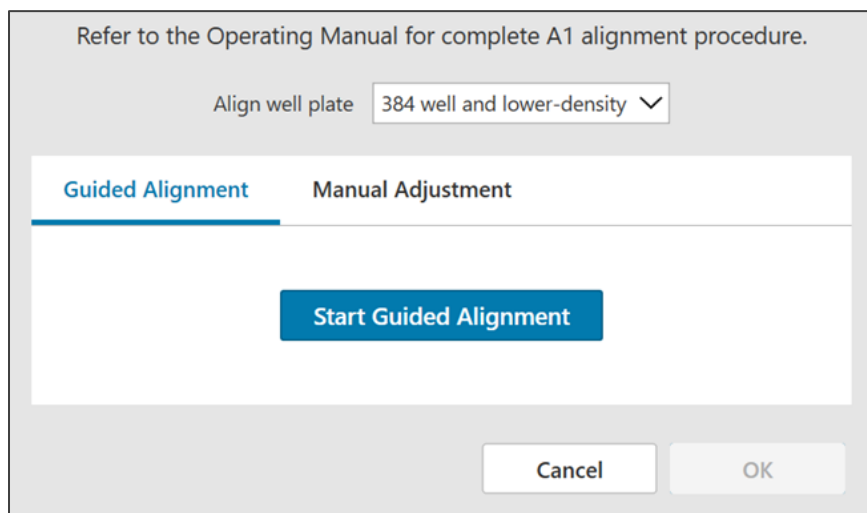 Refer to the Operating Manual for complete A1 alignment procedure.
Align well plate 384 well and lower-density
Guided Alignment Manual Adjustment
Start Guided Alignment
Cancel OK